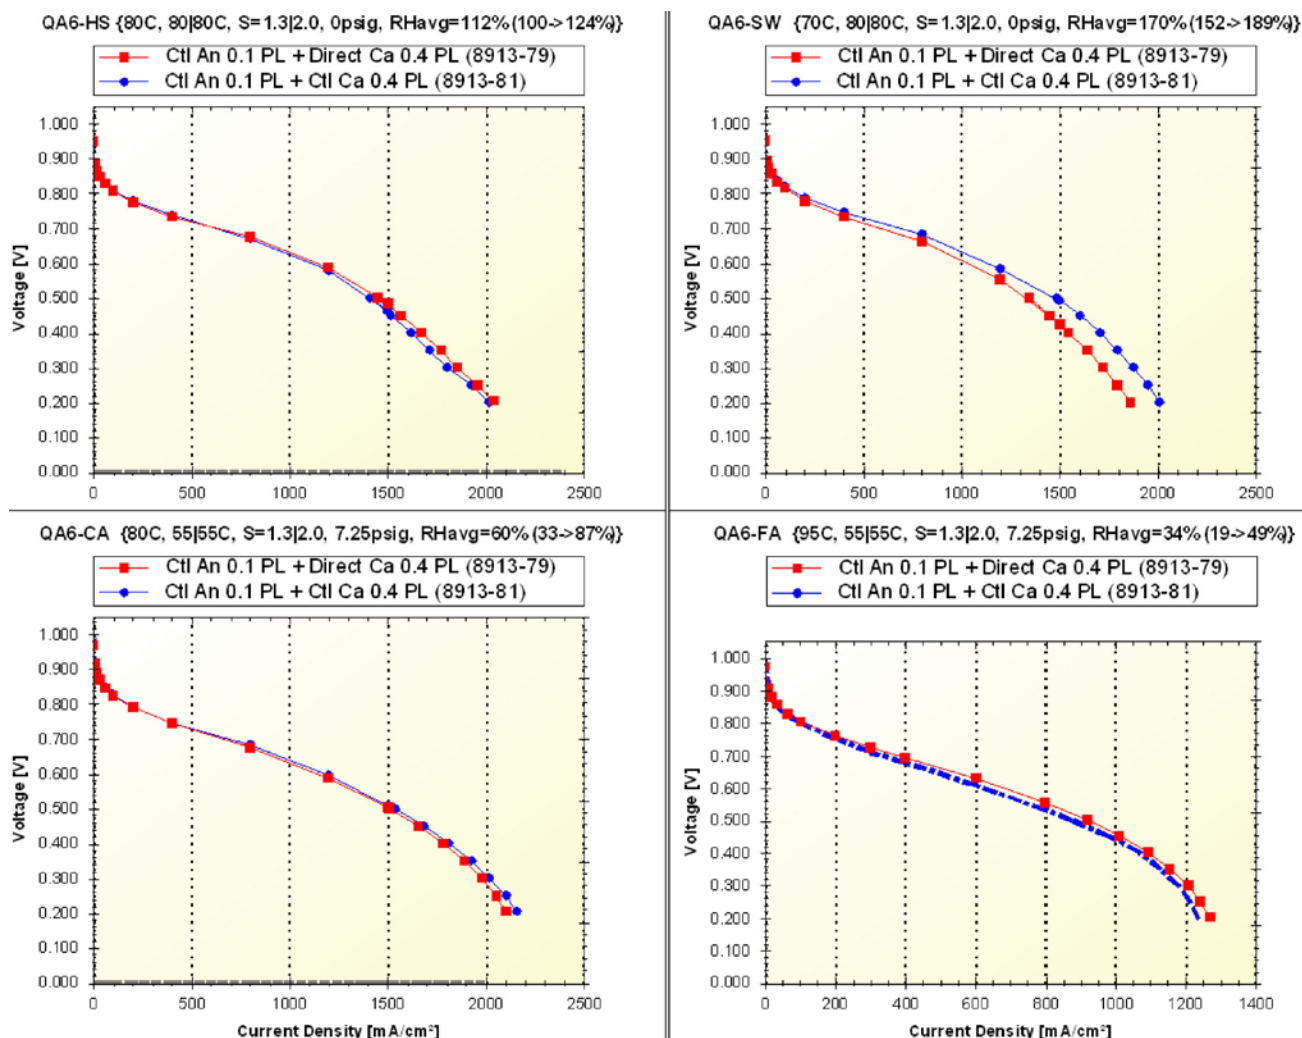 QA6-HS {80C, 80|80C, S=1.3|2.0, 0psig, RHavg=112% (100->124%)}
Ctl An 0.1 PL + Direct Ca 0.4 PL (8913-79)
Ctl An 0.1 PL + Ctl Ca 0.4 PL (8913-81)
1.000
0.900
0.800
0.700
0.600
0.500
0.400
0.300
0.200
0.100
0.000
Voltage [V]
0 500 1000 1500 2000 2500
QA6-SW {70C, 80|80C, S=1.3|2.0, 0psig, RHavg=170% (152->189%)}
Ctl An 0.1 PL + Direct Ca 0.4 PL (8913-79)
Ctl An 0.1 PL + Ctl Ca 0.4 PL (8913-81)
1.000
0.900
0.800
0.700
0.600
0.500
0.400
0.300
0.200
0.100
0.000
Voltage [V]
0 500 1000 1500 2000 2500
QA6-CA {80C, 55|55C, S=1.3|2.0, 7.25psig, RHavg=60% (33->87%)}
Ctl An 0.1 PL + Direct Ca 0.4 PL (8913-79)
Ctl An 0.1 PL + Ctl Ca 0.4 PL (8913-81)
1.000
0.900
0.800
0.700
0.600
0.500
0.400
0.300
0.200
0.100
0.000
Voltage [V]
0 500 1000 1500 2000 2500
Current Density [mA/cm²]
QA6-FA {95C, 55|55C, S=1.3|2.0, 7.25psig, RHavg=34% (19->49%)}
Ctl An 0.1 PL + Direct Ca 0.4 PL (8913-79)
Ctl An 0.1 PL + Ctl Ca 0.4 PL (8913-81)
1.000
0.900
0.800
0.700
0.600
0.500
0.400
0.300
0.200
0.100
0.000
Voltage [V]
0 200 400 600 800 1000 1200 1400
Current Density [mA/cm²]